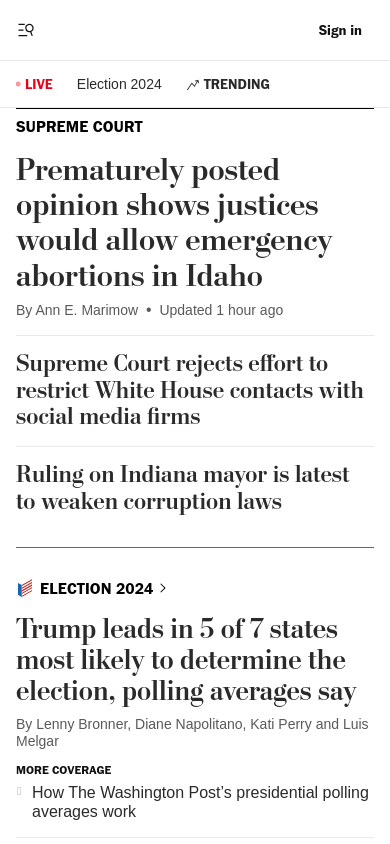 Sign in
LIVE
Election 2024
TRENDING
SUPREME COURT
Prematurely posted
opinion shows justices
would allow emergency
abortions in Idaho
By Ann E. Marimow • Updated 1 hour ago
Supreme Court rejects effort to
restrict White House contacts with
social media firms
Ruling on Indiana mayor is latest
to weaken corruption laws
ELECTION 2024
Trump leads in 5 of 7 states
most likely to determine the
election, polling averages say
By Lenny Bronner, Diane Napolitano, Kati Perry and Luis
Melgar
MORE COVERAGE
How The Washington Post’s presidential polling
averages work